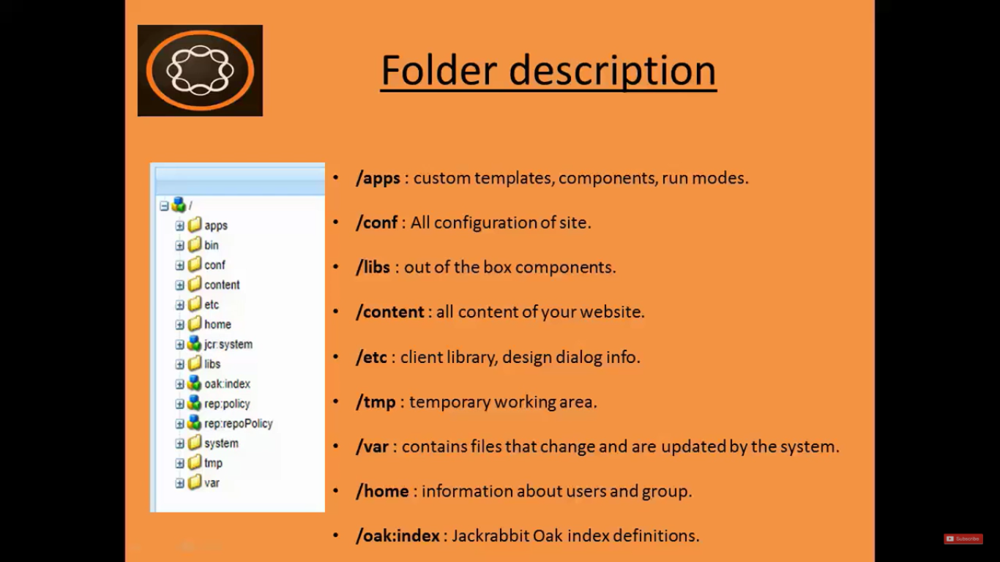 Folder description
/
apps
bin
conf
content
etc
home
jcr:system
libs
oak:index
rep:policy
rep:repoPolicy
system
tmp
var
• /apps : custom templates, components, run modes.
• /conf : All configuration of site.
• /libs : out of the box components.
• /content : all content of your website.
• /etc : client library, design dialog info.
• /tmp : temporary working area.
• /var : contains files that change and are updated by the system.
• /home : information about users and group.
• /oak:index : Jackrabbit Oak index definitions.
Subscribe